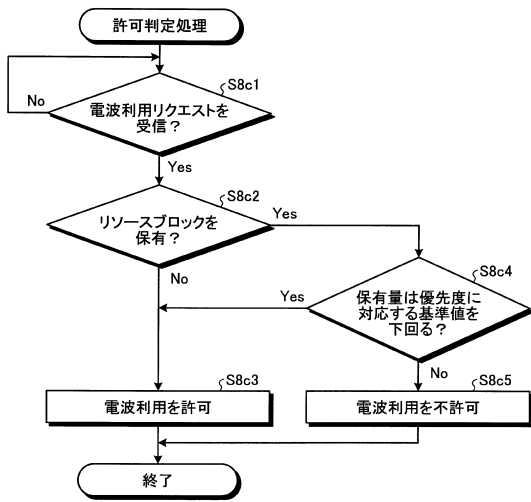 許可判定処理
S8c1
電波利用リクエストを
受信？
No
Yes
S8c2
リソースブロックを
保有？
Yes
No
S8c4
保有量は優先度に
対応する基準値を
下回る？
Yes
No
S8c3
電波利用を許可
S8c5
電波利用を不許可
終了